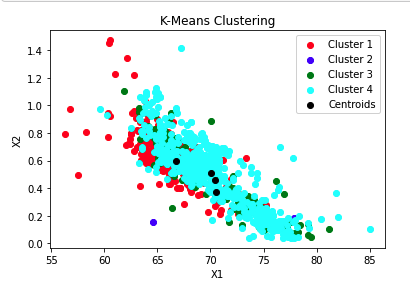 K-Means Clustering
Cluster 1
Cluster 2
Cluster 3
Cluster 4
Centroids
1.4
1.2
1.0
0.8
0.6
0.4
0.2
0.0
X2
55 60 65 70 75 80 85
X1